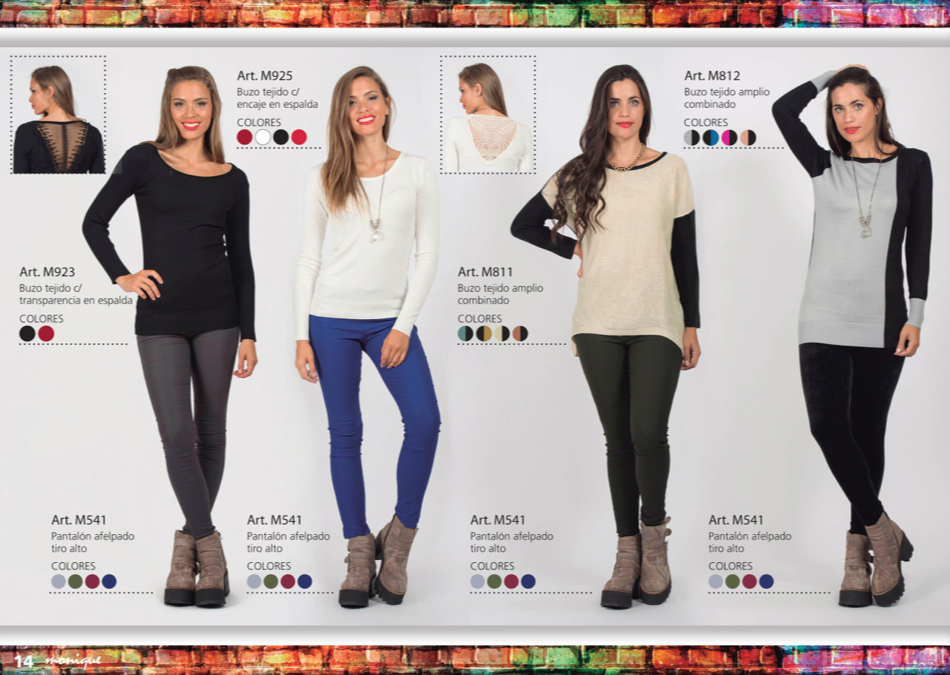 Art. M925
Buzo tejido c/
encaje en espalda
COLORES
Art. M812
Buzo tejido amplio
combinado
COLORES
Art. M923
Buzo tejido c/
transparencia en espalda
COLORES
Art. M811
Buzo tejido amplio
combinado
COLORES
Art. M541
Pantalón afelpado
tiro alto
COLORES
Art. M541
Pantalón afelpado
tiro alto
COLORES
Art. M541
Pantalón afelpado
tiro alto
COLORES
Art. M541
Pantalón afelpado
tiro alto
COLORES
14 monique